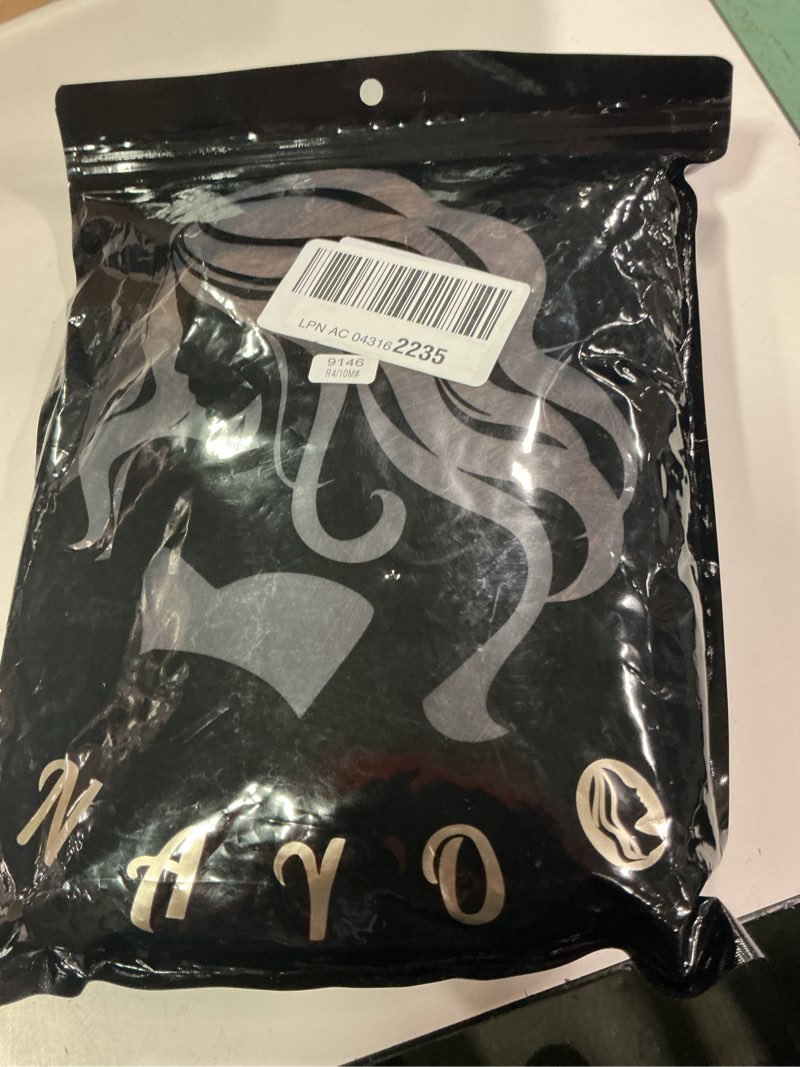 LPN AC 043162235
9146
R4/10M#
NAYOO